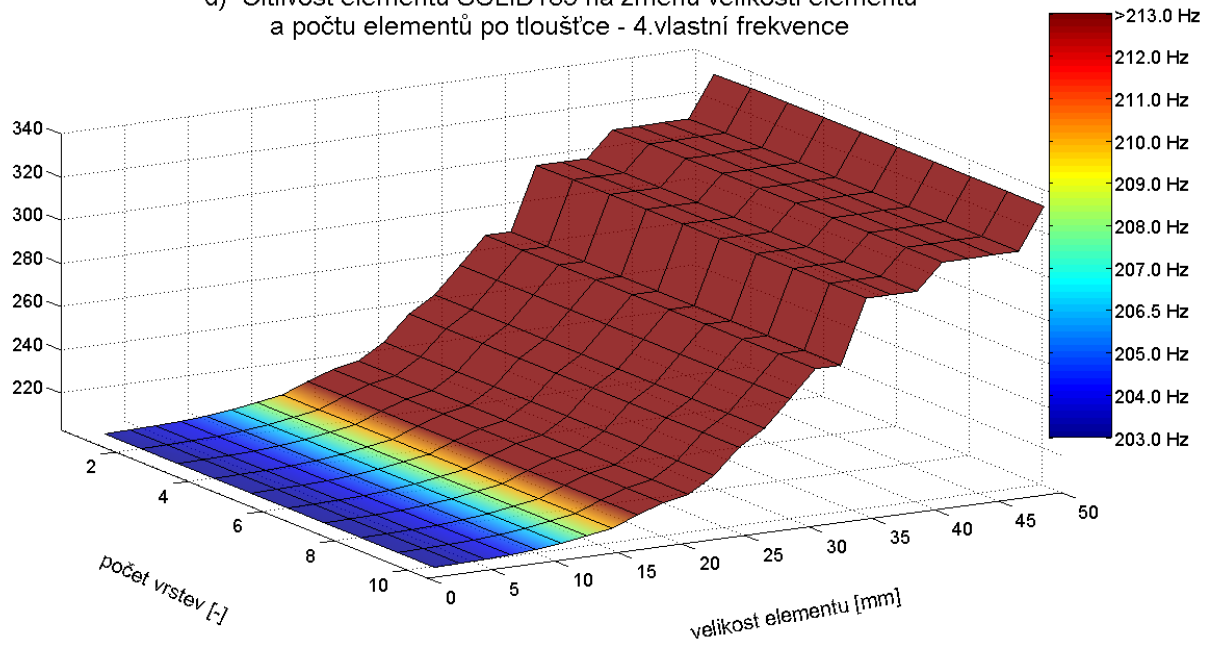 a počtu elementů po tloušťce - 4.vlastní frekvence
>213.0 Hz
212.0 Hz
211.0 Hz
210.0 Hz
209.0 Hz
208.0 Hz
207.0 Hz
206.5 Hz
205.0 Hz
204.0 Hz
203.0 Hz
340
320
300
280
260
240
220
2
4
6
8
10
počet vrstev [-]
0
5
10
15
20
25
30
35
40
45
50
velikost elementu [mm]